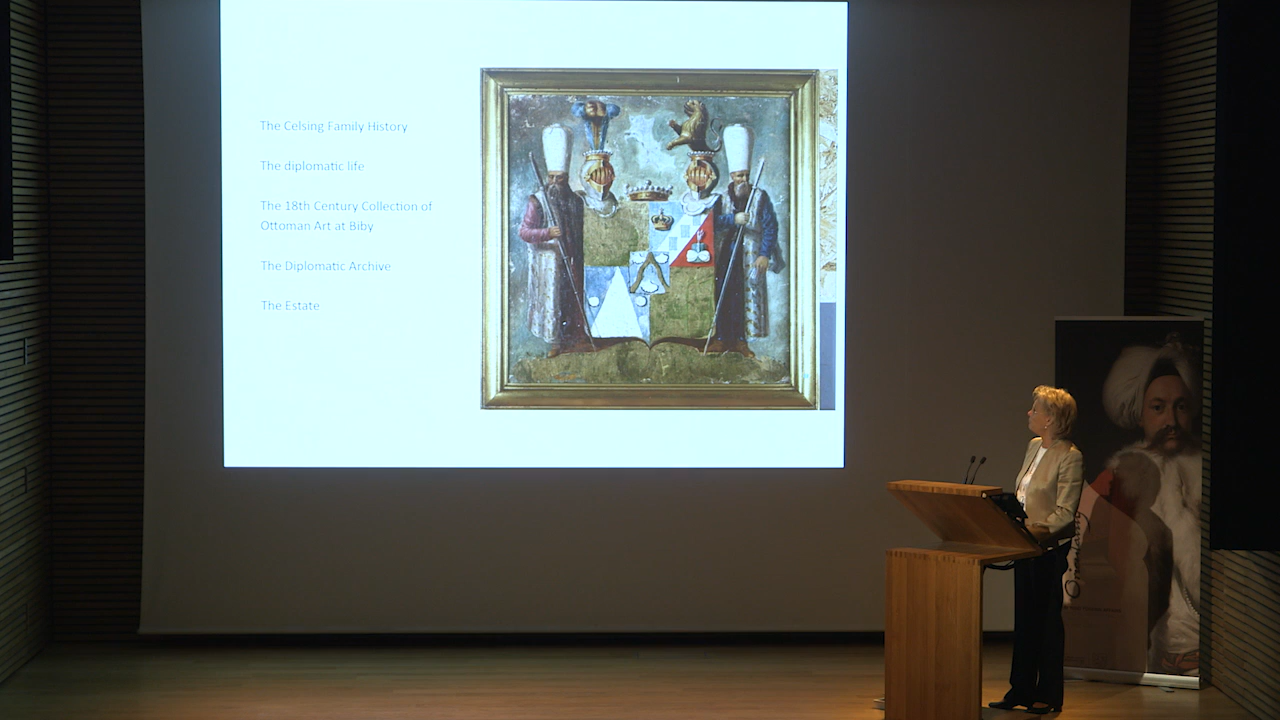 The Celsing Family History
The diplomatic life
The 18th Century Collection of
Ottoman Art at Biby
The Diplomatic Archive
The Estate